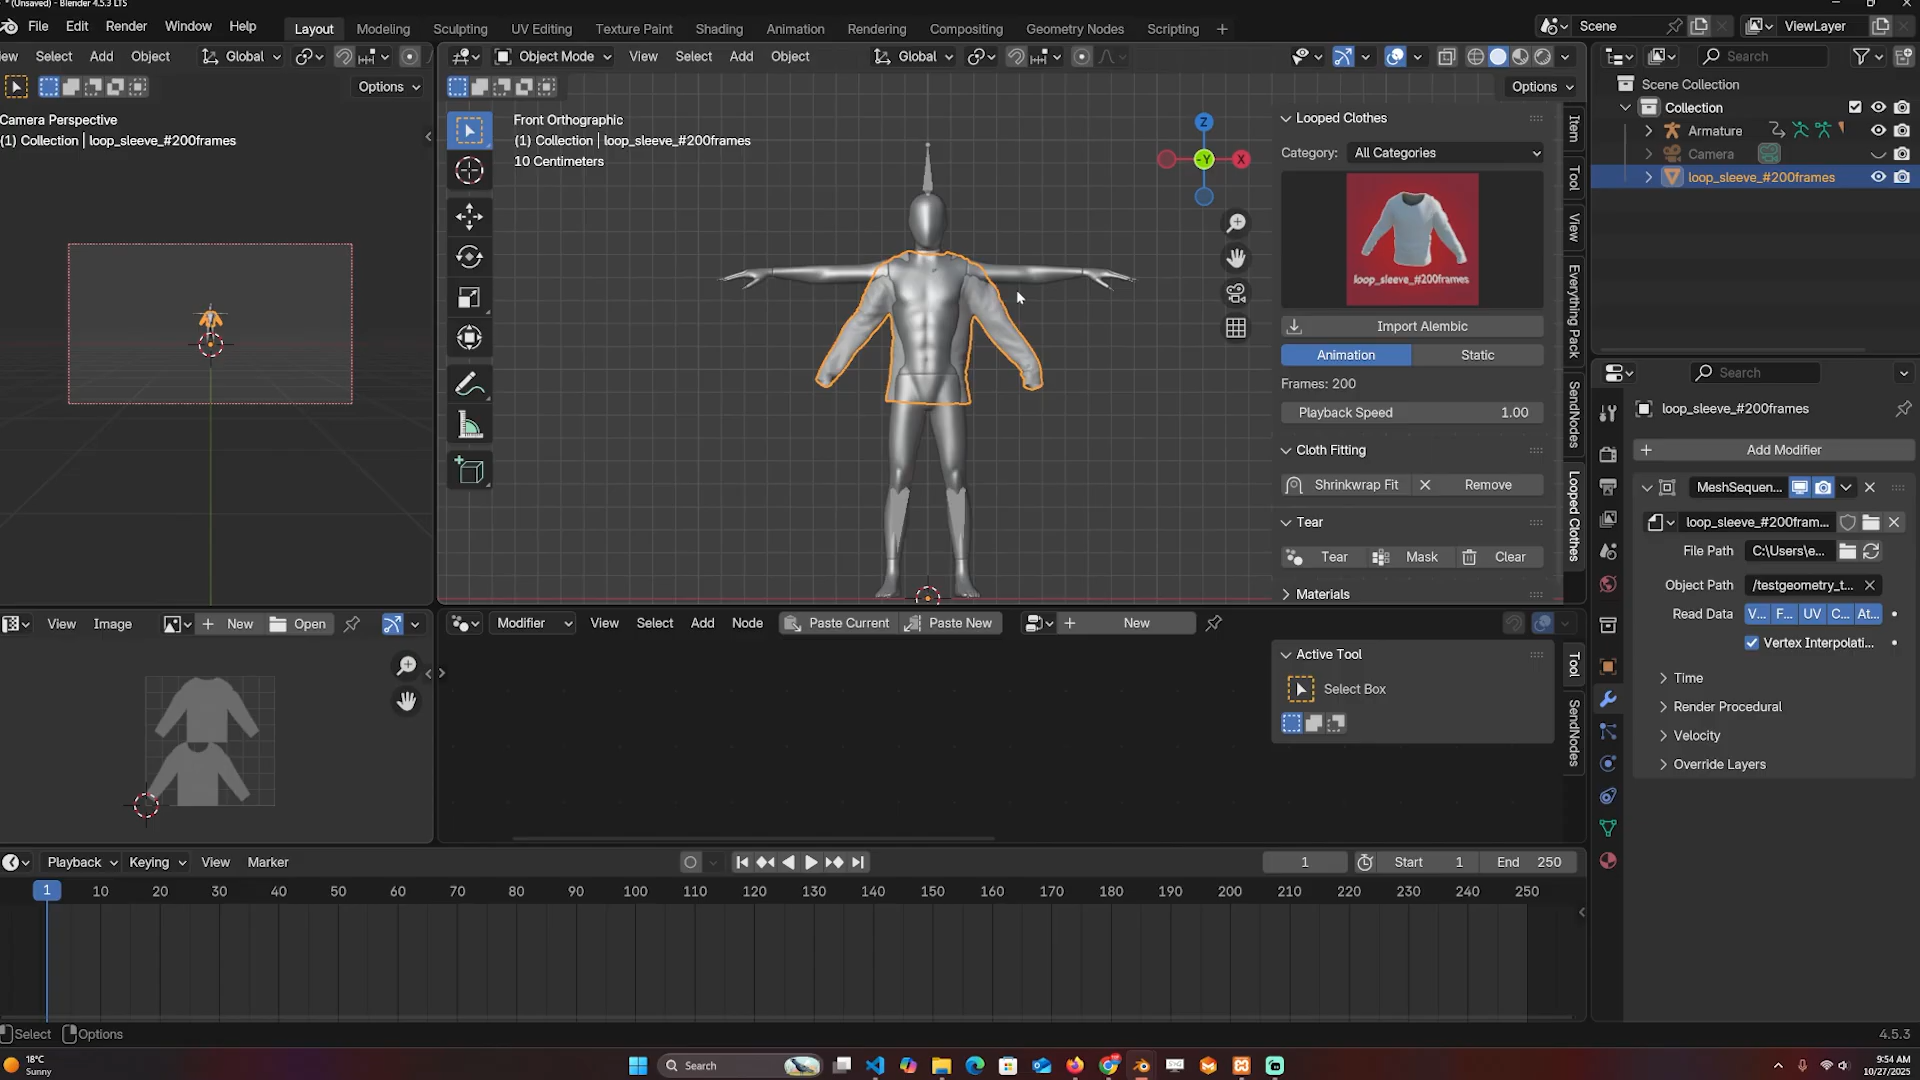 * (Unsaved) - Blender 4.5.3 LTS
File Edit Render Window Help Layout Modeling Sculpting UV Editing Texture Paint Shading Animation Rendering Compositing Geometry Nodes Scripting + Scene ViewLayer
Select Add Object Global
Object Mode View Select Add Object Global
Search
Options
Options
Camera Perspective
(1) Collection | loop_sleeve_#200frames
Front Orthographic
(1) Collection | loop_sleeve_#200frames
10 Centimeters
Z
-Y
X
Looped Clothes
Category: All Categories
loop_sleeve_#200frames
Import Alembic
Animation Static
Frames: 200
Playback Speed 1.00
Cloth Fitting
Shrinkwrap Fit Remove
Tear
Tear Mask Clear
Materials
Item
Tool
View
Everything Pack
SendNodes
Looped Clothes
Scene Collection
Collection
Armature
Camera
loop_sleeve_#200frames
Search
loop_sleeve_#200frames
Add Modifier
MeshSequen...
loop_sleeve_#200fram...
File Path C:\Users\e...
Object Path /testgeometry_t...
Read Data V... F... UV C... At...
Vertex Interpolati...
Time
Render Procedural
Velocity
Override Layers
View Image New Open
Modifier View Select Add Node Paste Current Paste New New
Active Tool
Select Box
Tool
SendNodes
Playback Keying View Marker 1 Start 1 End 250
1 10 20 30 40 50 60 70 80 90 100 110 120 130 140 150 160 170 180 190 200 210 220 230 240 250
Select Options 4.5.3
18°C
Sunny
Search
9:54 AM
10/27/2025